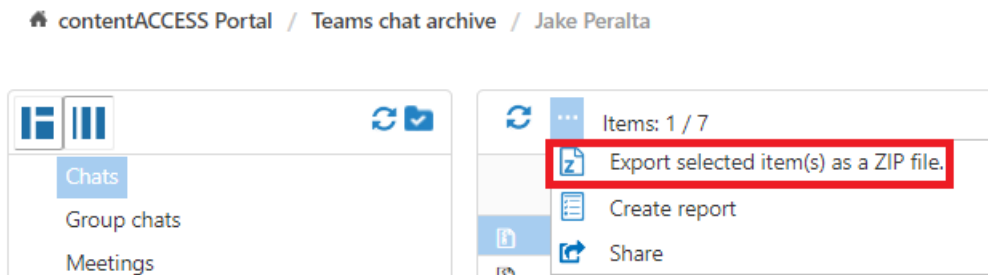 contentACCESS Portal / Teams chat archive / Jake Peralta
Items: 1 / 7
Chats
Group chats
Meetings
Export selected item(s) as a ZIP file.
Create report
Share